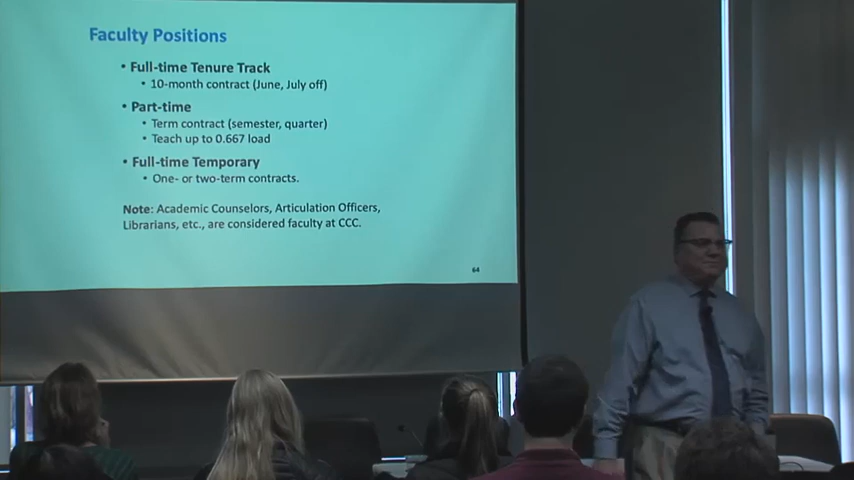 Faculty Positions
• Full-time Tenure Track
• 10-month contract (June, July off)
• Part-time
• Term contract (semester, quarter)
• Teach up to 0.667 load
• Full-time Temporary
• One- or two-term contracts.
Note: Academic Counselors, Articulation Officers,
Librarians, etc., are considered faculty at CCC.
64